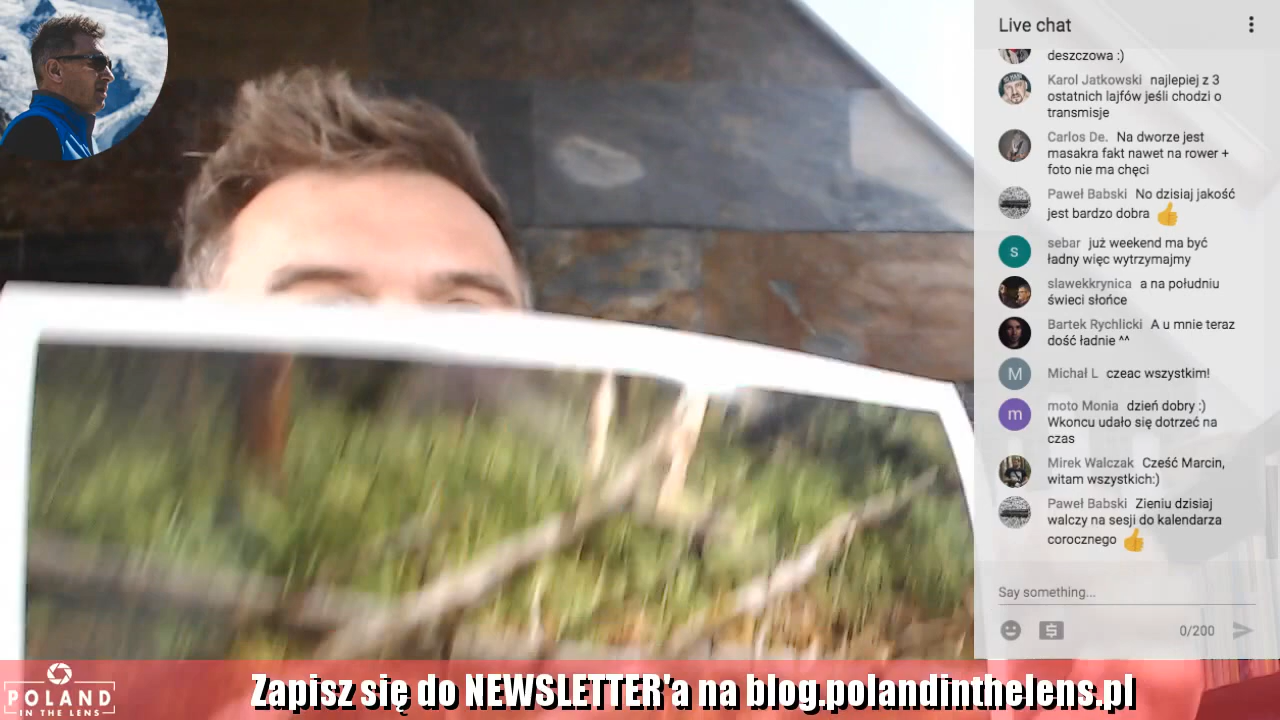 Live chat
deszczowa :)
Karol Jatkowski najlepiej z 3
ostatnich lajfów jeśli chodzi o
transmisje
Carlos De. Na dworze jest
masakra fakt nawet na rower +
foto nie ma chęci
Paweł Babski No dzisiaj jakość
jest bardzo dobra 👍
s
sebar już weekend ma być
ładny więc wytrzymajmy
slawekkrynica a na południu
świeci słońce
Bartek Rychlicki A u mnie teraz
dość ładnie ^^
M
Michał L czeac wszystkim!
m
moto Monia dzień dobry :)
Wkoncu udało się dotrzeć na
czas
Mirek Walczak Cześć Marcin,
witam wszystkich:)
Paweł Babski Zieniu dzisiaj
walczy na sesji do kalendarza
corocznego 👍
Say something...
0/200
POLAND
IN THE LENS
Zapisz się do NEWSLETTER'a na blog.polandinthelens.pl